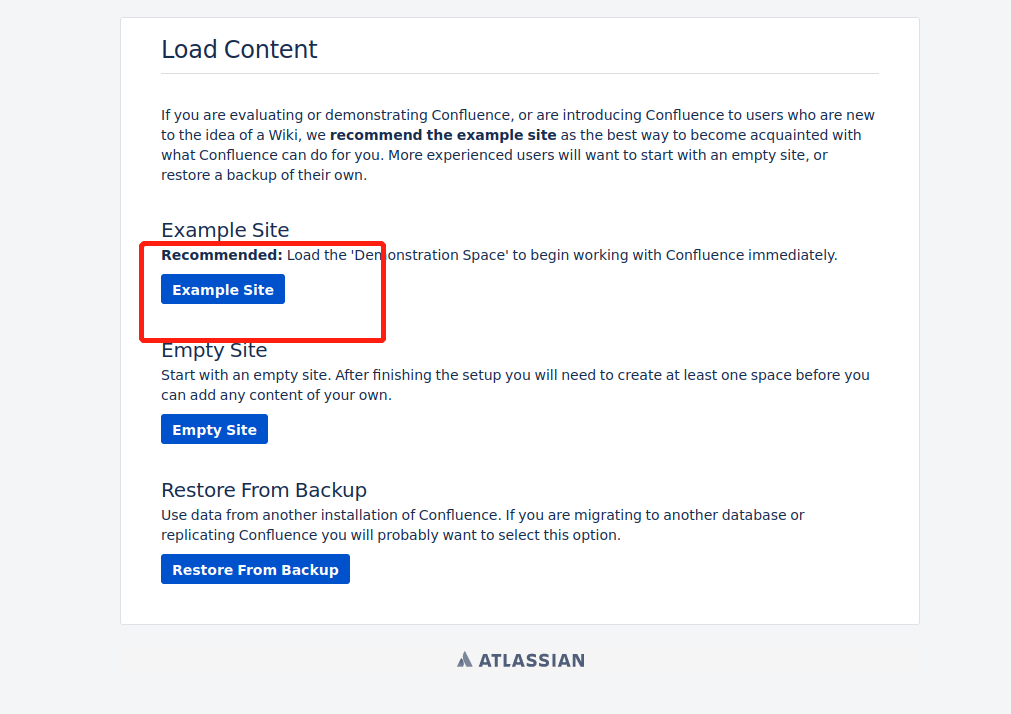 Load Content
If you are evaluating or demonstrating Confluence, or are introducing Confluence to users who are new
to the idea of a Wiki, we recommend the example site as the best way to become acquainted with
what Confluence can do for you. More experienced users will want to start with an empty site, or
restore a backup of their own.
Example Site
Recommended: Load the 'Demonstration Space' to begin working with Confluence immediately.
Example Site
Empty Site
Start with an empty site. After finishing the setup you will need to create at least one space before you
can add any content of your own.
Empty Site
Restore From Backup
Use data from another installation of Confluence. If you are migrating to another database or
replicating Confluence you will probably want to select this option.
Restore From Backup
ATLASSIAN